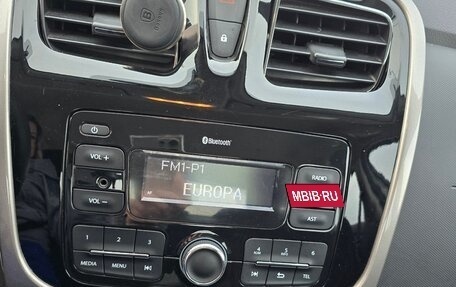 Bluetooth
FM1-P1
VOL +
RADIO
EUROPA
MBIB.RU
VOL -
AST
1 2 3 4 5 6
MEDIA MENU TEL